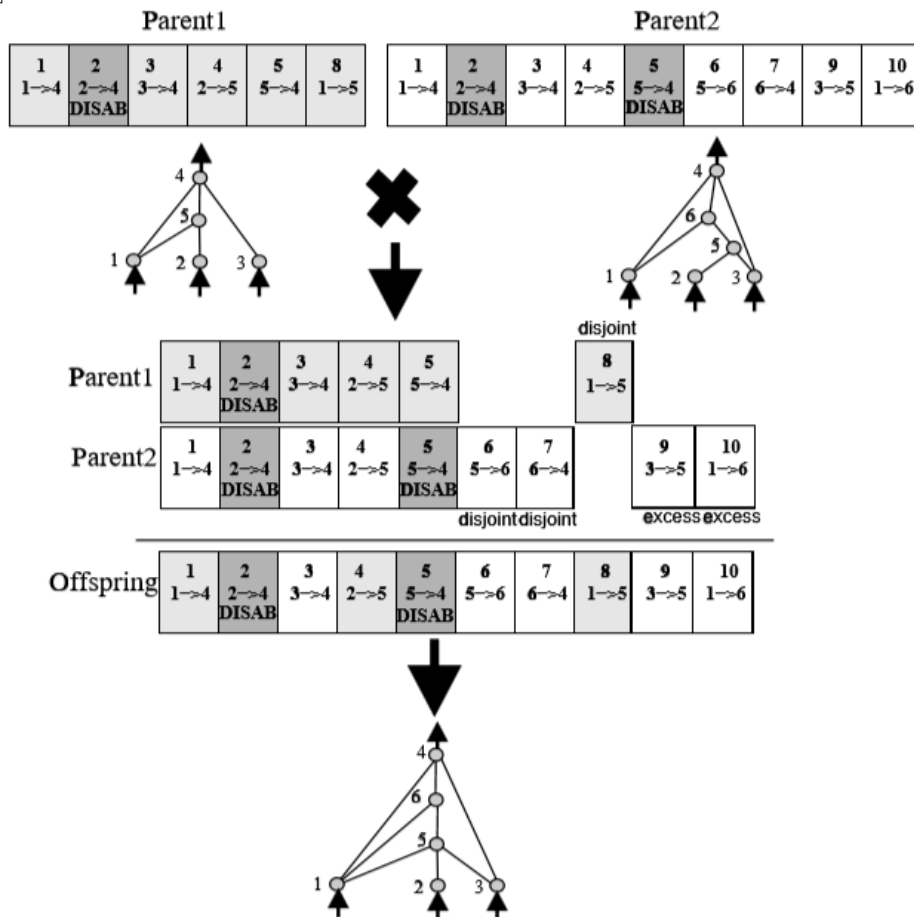 Parent1
Parent2
1 2 3 4 5 8
1->4 2->4 3->4 2->5 5->4 1->5
DISAB
1 2 3 4 5 6 7 9 10
1->4 2->4 3->4 2->5 5->4 5->6 6->4 3->5 1->6
DISAB DISAB
4
5
1 2 3
4
6
5
1 2 3
disjoint
Parent1
1 2 3 4 5 8
1->4 2->4 3->4 2->5 5->4 1->5
DISAB
Parent2
1 2 3 4 5 6 7 9 10
1->4 2->4 3->4 2->5 5->4 5->6 6->4 3->5 1->6
DISAB DISAB
disjoint disjoint excess excess
Offspring
1 2 3 4 5 6 7 8 9 10
1->4 2->4 3->4 2->5 5->4 5->6 6->4 1->5 3->5 1->6
DISAB DISAB
4
6
5
1 2 3